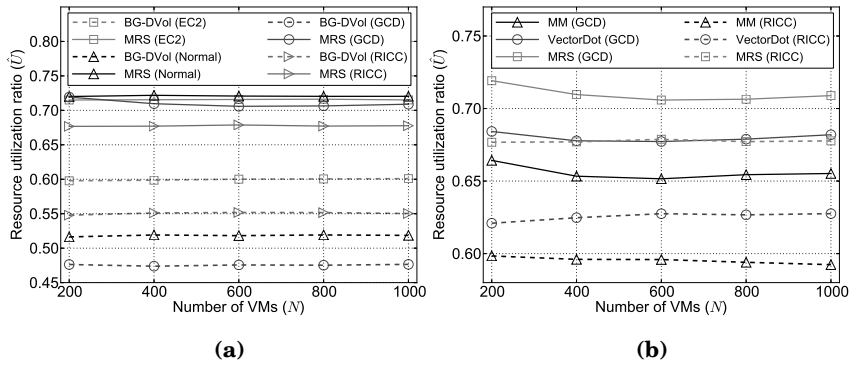 BG-DVol (EC2)
MRS (EC2)
BG-DVol (Normal)
MRS (Normal)
BG-DVol (GCD)
MRS (GCD)
BG-DVol (RICC)
MRS (RICC)
Resource utilization ratio (Û)
0.80
0.75
0.70
0.65
0.60
0.55
0.50
0.45
200 400 600 800 1000
Number of VMs (N)
(a)
MM (GCD)
VectorDot (GCD)
MRS (GCD)
MM (RICC)
VectorDot (RICC)
MRS (RICC)
Resource utilization ratio (Û)
0.75
0.70
0.65
0.60
200 400 600 800 1000
Number of VMs (N)
(b)